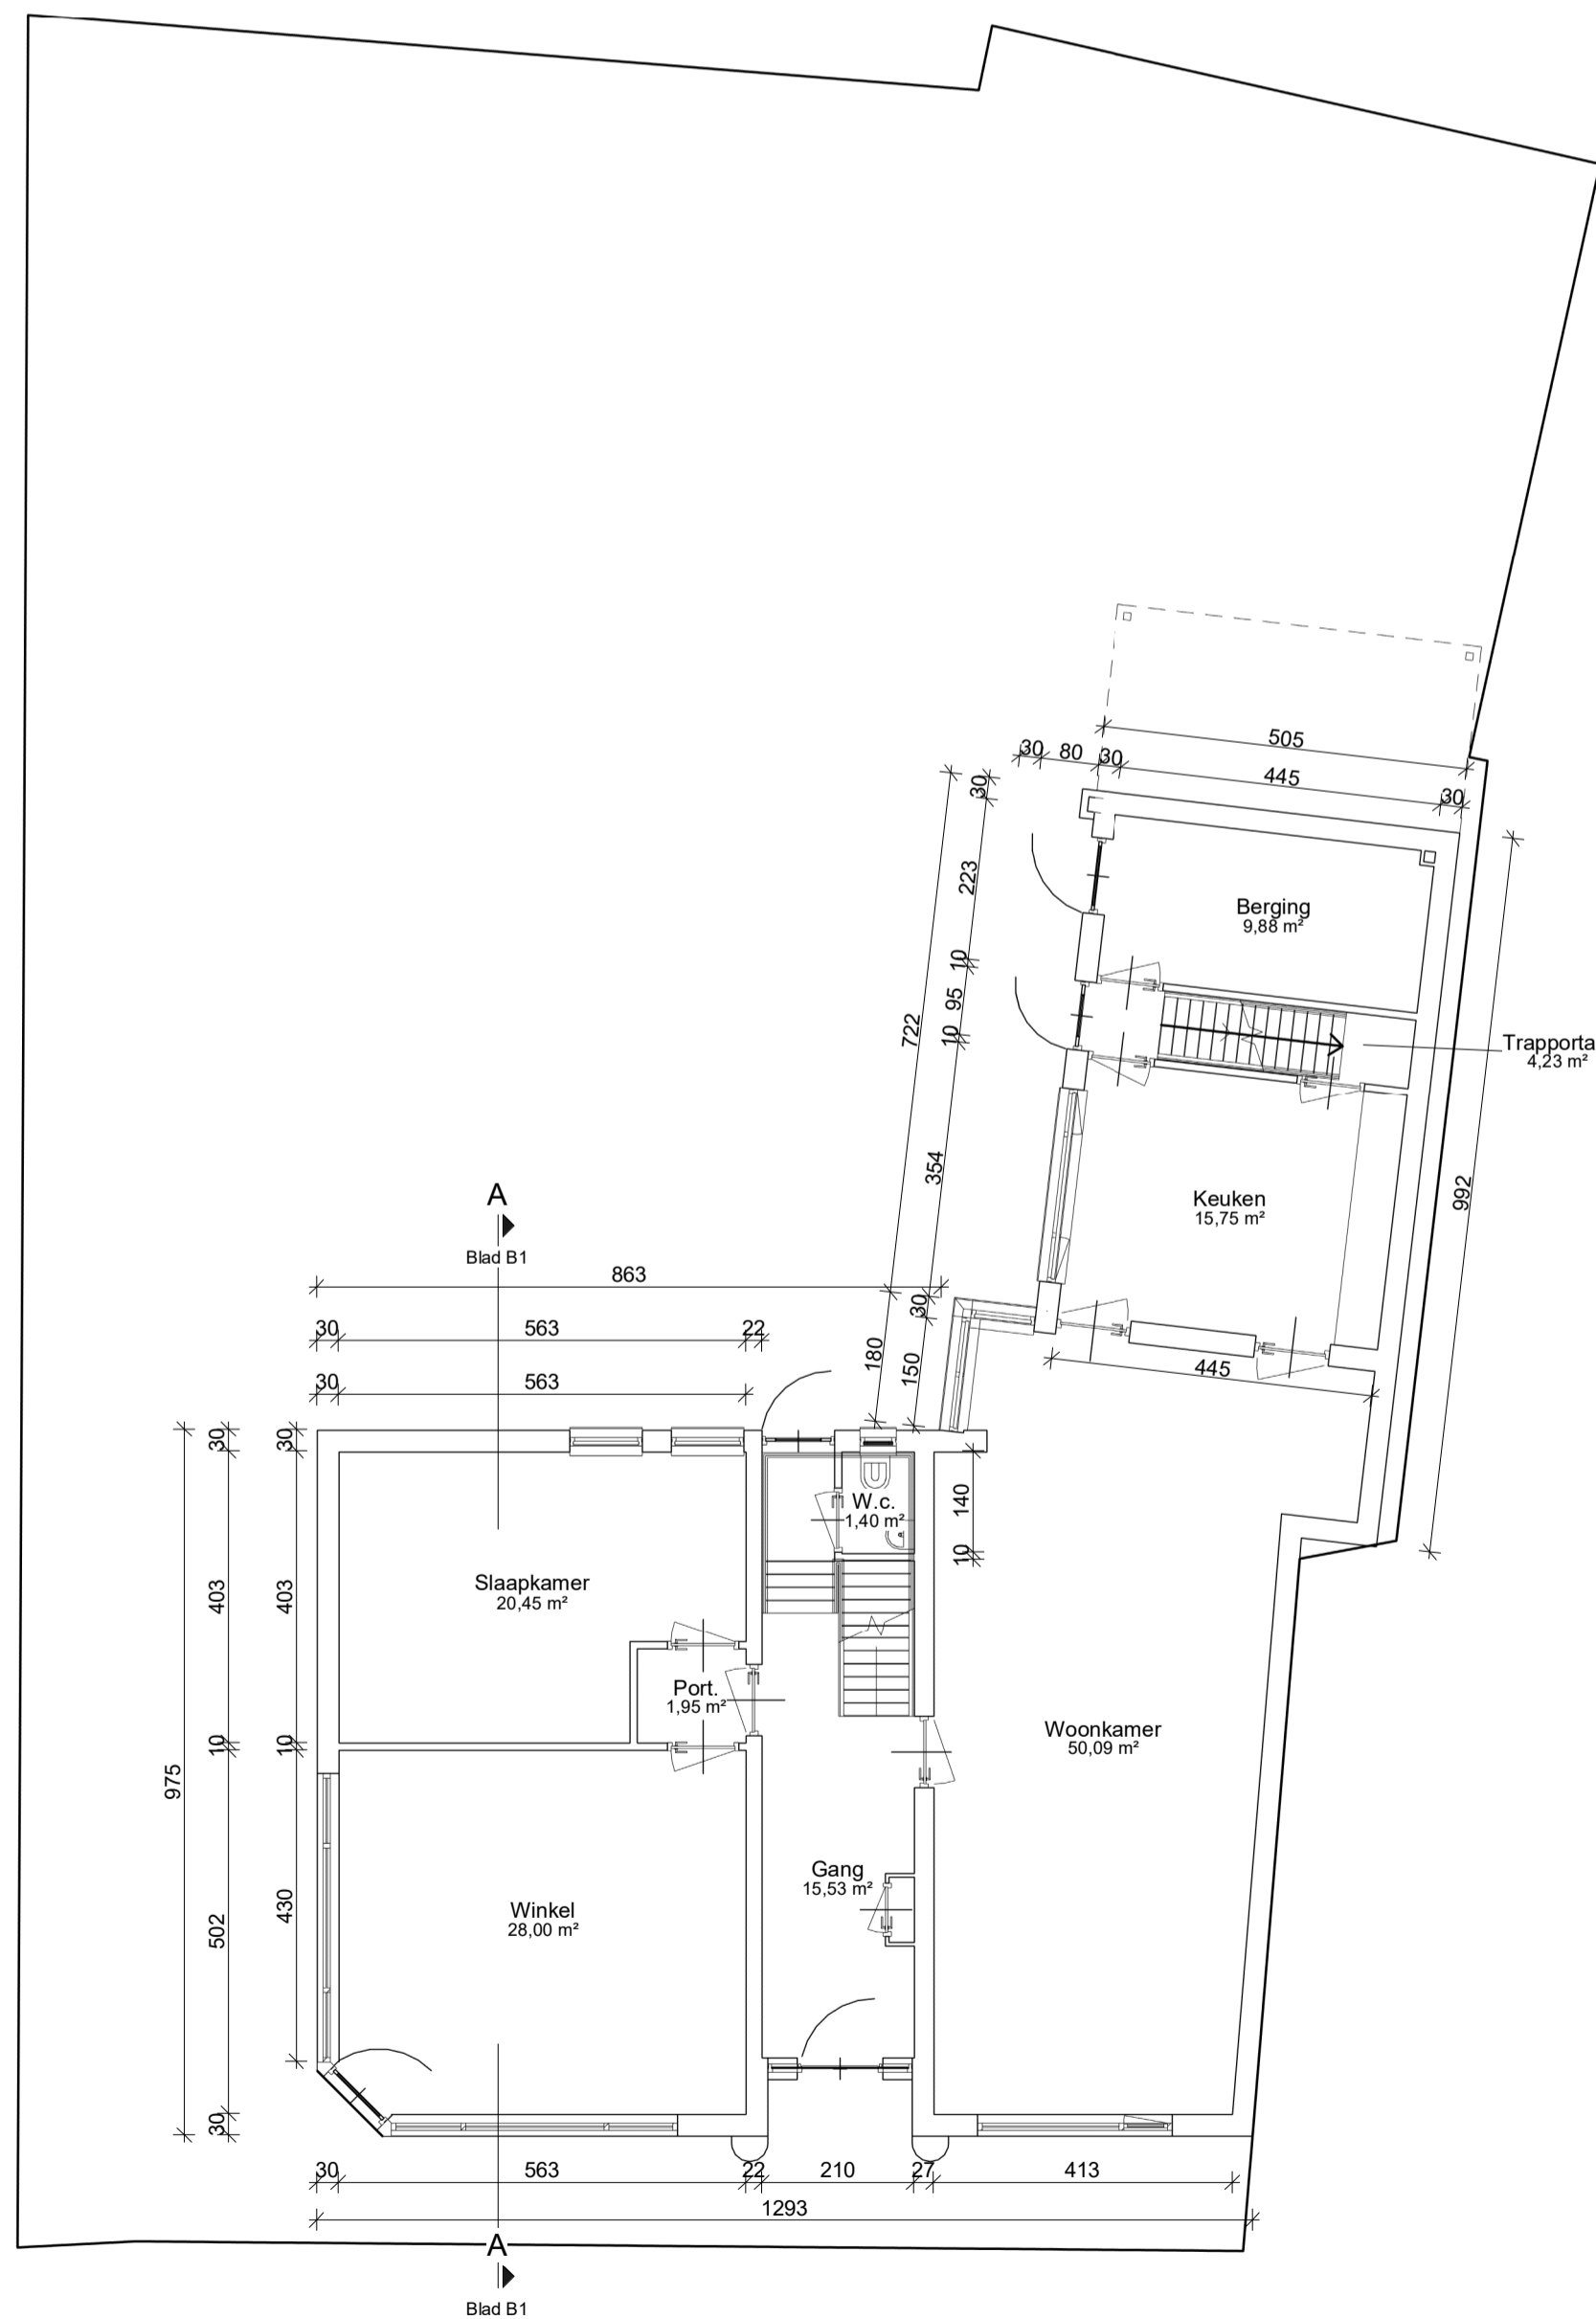 505
30 80 30
445
30
30
223
Berging
9,88 m²
10
95
10
722
Trapporta
4,23 m²
354
992
Keuken
15,75 m²
A
Blad B1
863
30
30 563 22
180
150
445
30 563
30
30
140
W.c.
1,40 m²
10
Slaapkamer
20,45 m²
403
403
Port.
1,95 m²
Woonkamer
50,09 m²
10
10
975
Gang
15,53 m²
Winkel
28,00 m²
430
502
30
30 563 22 210 27 413
1293
A
Blad B1